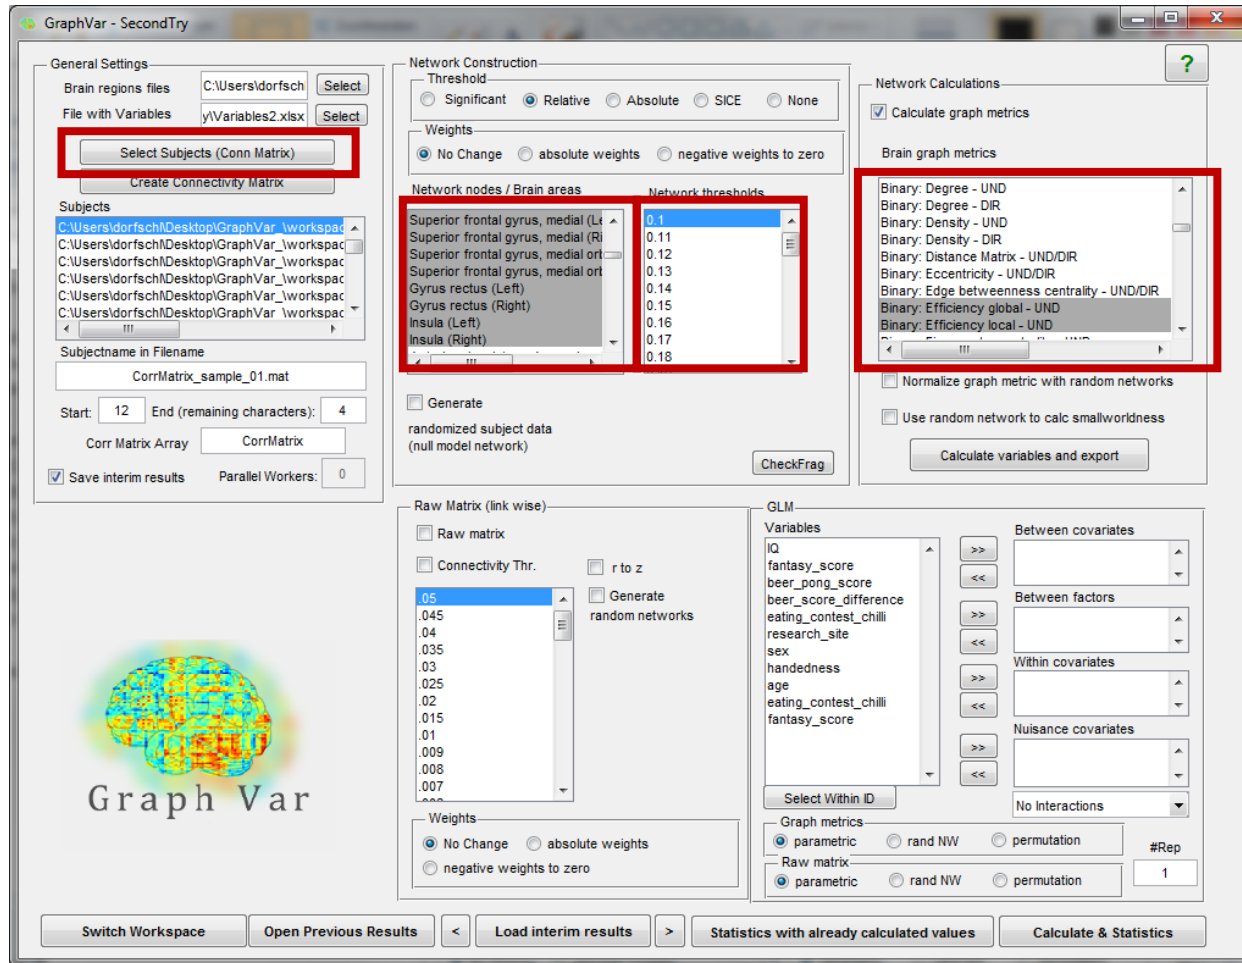 GraphVar - SecondTry
?
General Settings
Brain regions files
C:\Users\dorfschl
Select
File with Variables
y\Variables2.xlsx
Select
Select Subjects (Conn Matrix)
Create Connectivity Matrix
Subjects
C:\Users\dorfschl\Desktop\GraphVar_\workspac
C:\Users\dorfschl\Desktop\GraphVar_\workspac
C:\Users\dorfschl\Desktop\GraphVar_\workspac
C:\Users\dorfschl\Desktop\GraphVar_\workspac
C:\Users\dorfschl\Desktop\GraphVar_\workspac
C:\Users\dorfschl\Desktop\GraphVar_\workspac
Subjectname in Filename
CorrMatrix_sample_01.mat
Start: 12 End (remaining characters): 4
Corr Matrix Array CorrMatrix
Save interim results Parallel Workers: 0
Network Construction
Threshold
Significant Relative Absolute SICE None
Weights
No Change absolute weights negative weights to zero
Network nodes / Brain areas
Superior frontal gyrus, medial (Le
Superior frontal gyrus, medial (Ri
Superior frontal gyrus, medial orb
Superior frontal gyrus, medial orb
Gyrus rectus (Left)
Gyrus rectus (Right)
Insula (Left)
Insula (Right)
Network thresholds
0.1
0.11
0.12
0.13
0.14
0.15
0.16
0.17
0.18
Generate
randomized subject data
(null model network)
CheckFrag
Network Calculations
Calculate graph metrics
Brain graph metrics
Binary: Degree - UND
Binary: Degree - DIR
Binary: Density - UND
Binary: Density - DIR
Binary: Distance Matrix - UND/DIR
Binary: Eccentricity - UND/DIR
Binary: Edge betweenness centrality - UND/DIR
Binary: Efficiency global - UND
Binary: Efficiency local - UND
Normalize graph metric with random networks
Use random network to calc smallworldness
Calculate variables and export
Raw Matrix (link wise)
Raw matrix
Connectivity Thr.
r to z
Generate
random networks
.05
.045
.04
.035
.03
.025
.02
.015
.01
.009
.008
.007
Weights
No Change absolute weights
negative weights to zero
GLM
Variables
IQ
fantasy_score
beer_pong_score
beer_score_difference
eating_contest_chilli
research_site
sex
handedness
age
eating_contest_chilli
fantasy_score
Select Within ID
>>
<<
>>
<<
>>
<<
>>
<<
Between covariates
Between factors
Within covariates
Nuisance covariates
No Interactions
Graph metrics
parametric rand NW permutation
Raw matrix
parametric rand NW permutation
#Rep
1
Graph Var
Switch Workspace
Open Previous Results
<
Load interim results
>
Statistics with already calculated values
Calculate & Statistics